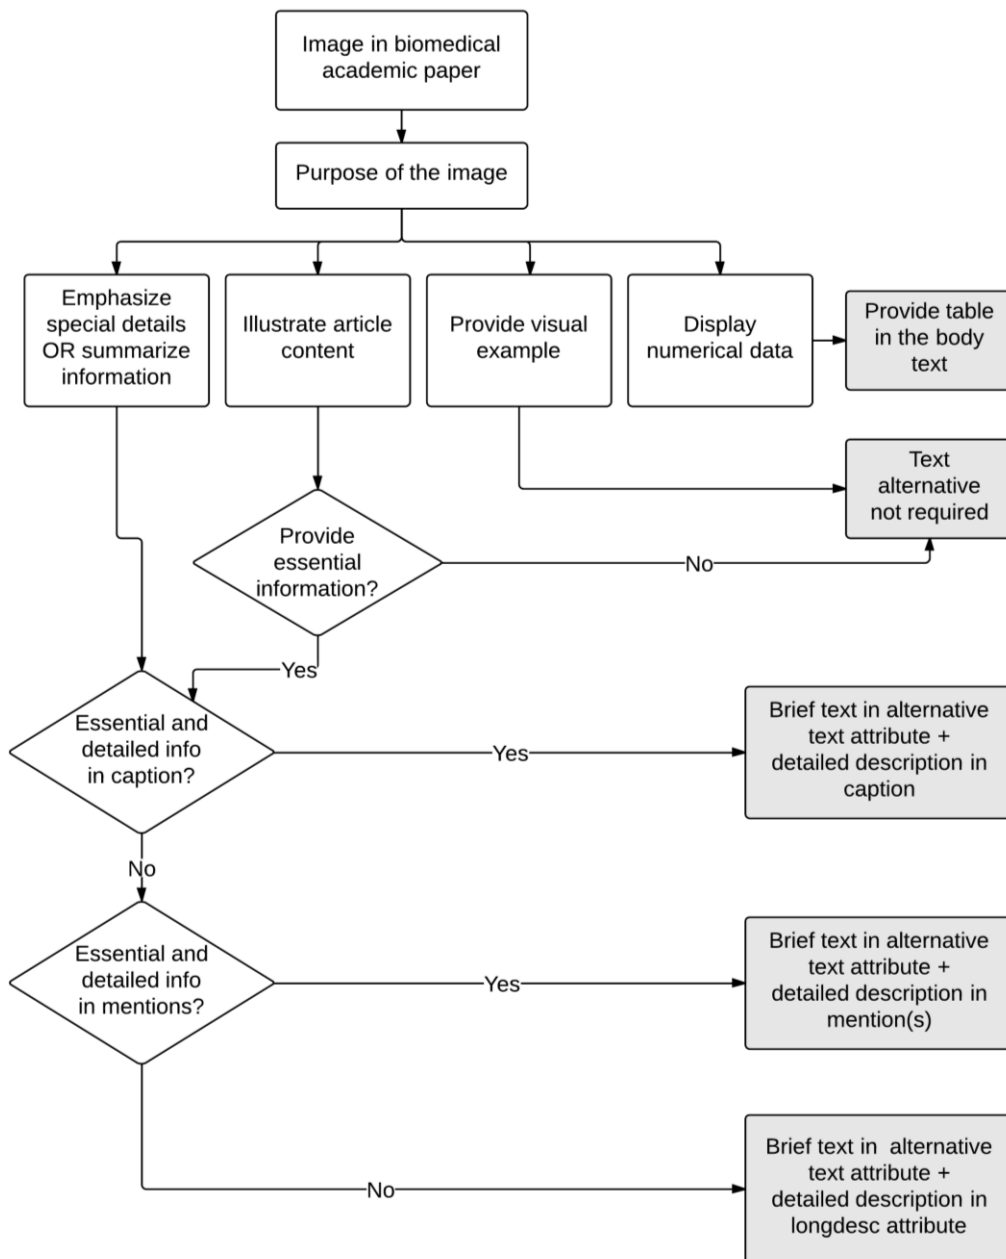 Image in biomedical
academic paper
Purpose of the image
Emphasize
special details
OR summarize
information
Illustrate article
content
Provide visual
example
Display
numerical data
Provide table
in the body
text
Text
alternative
not required
Provide
essential
information?
No
Yes
Essential and
detailed info
in caption?
Yes
Brief text in alternative
text attribute +
detailed description in
caption
No
Essential and
detailed info
in mentions?
Yes
Brief text in alternative
text attribute +
detailed description in
mention(s)
No
Brief text in  alternative
text attribute +
detailed description in
longdesc attribute